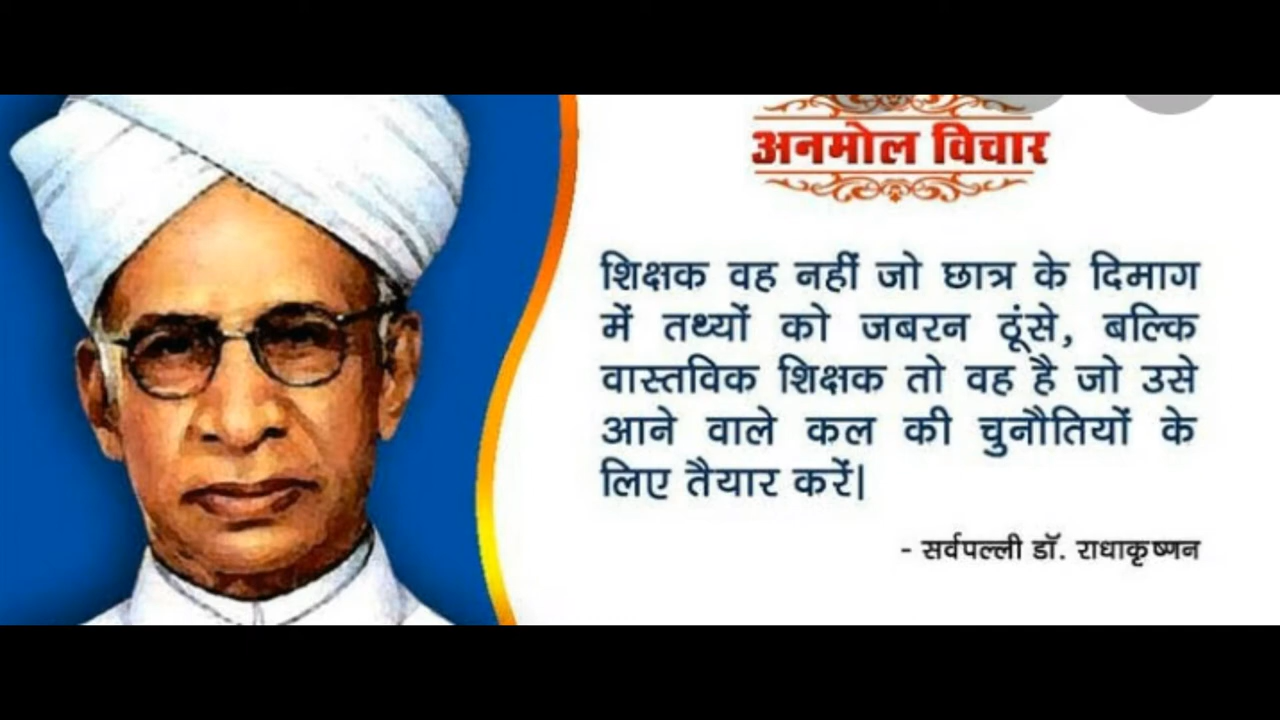 अनमोल विचार
शिक्षक वह नहीं जो छात्र के दिमाग
में तथ्यों को जबरन ठूंसे, बल्कि
वास्तविक शिक्षक तो वह है जो उसे
आने वाले कल की चुनौतियों के
लिए तैयार करें|
- सर्वपल्ली डॉ. राधाकृष्णन